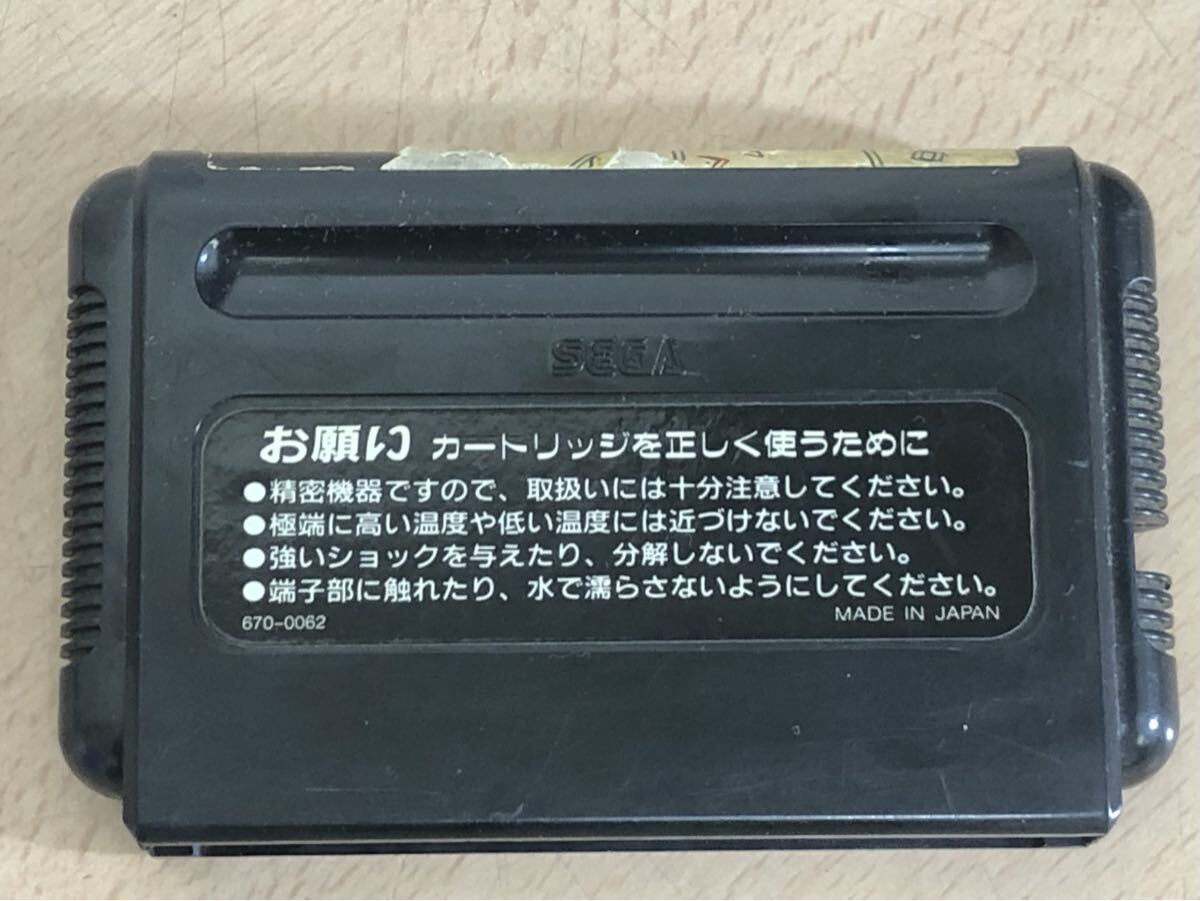 SEGA
お願い カートリッジを正しく使うために
●精密機器ですので、取扱いには十分注意してください。
●極端に高い温度や低い温度には近づけないでください。
●強いショックを与えたり、分解しないでください。
●端子部に触れたり、水で濡らさないようにしてください。
670-0062 MADE IN JAPAN